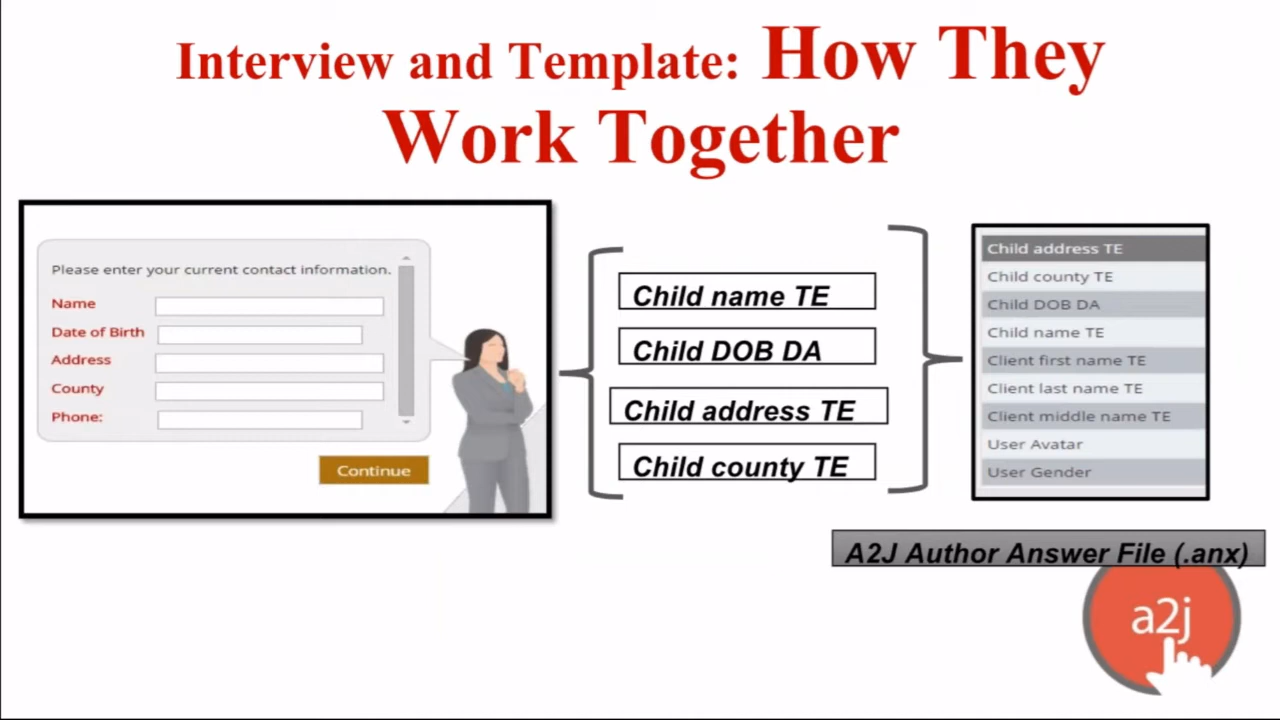 Interview and Template: How They
Work Together
Please enter your current contact information.
Name
Date of Birth
Address
County
Phone:
Continue
Child name TE
Child DOB DA
Child address TE
Child county TE
Child address TE
Child county TE
Child DOB DA
Child name TE
Client first name TE
Client last name TE
Client middle name TE
User Avatar
User Gender
A2J Author Answer File (.anx)
a2j